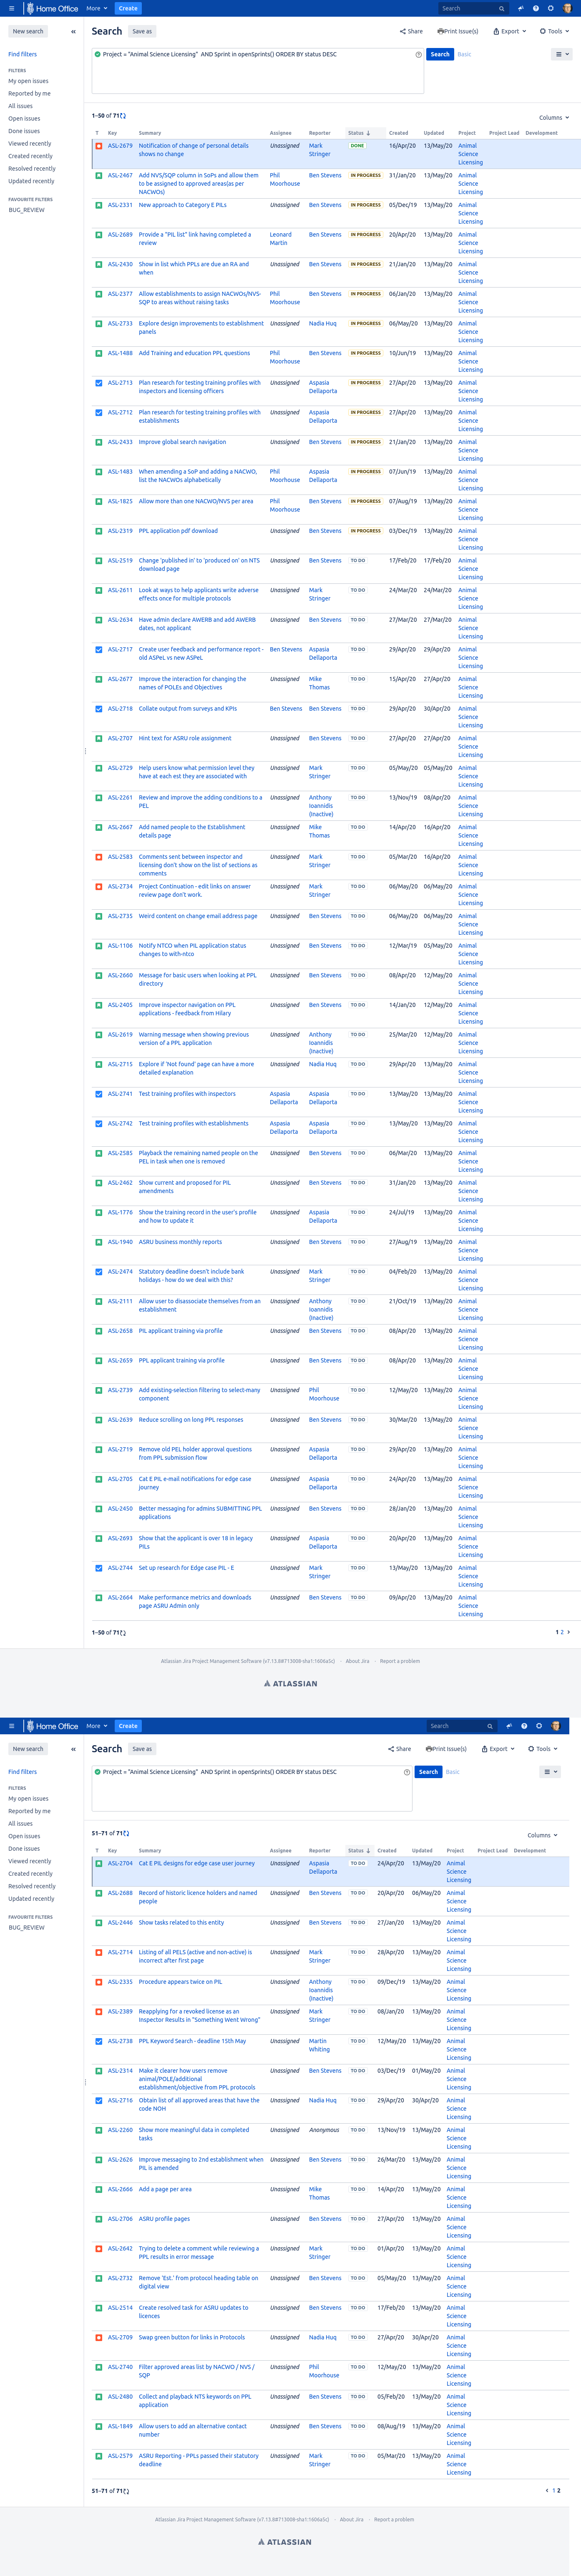 Home Office More Create Search
New search Search Save as Share Print Issue(s) Export Tools
Find filters
Project = "Animal Science Licensing"  AND Sprint in openSprints() ORDER BY status DESC Search Basic
FILTERS
My open issues
Reported by me
All issues
Open issues
Done issues
Viewed recently
Created recently
Resolved recently
Updated recently
FAVOURITE FILTERS
BUG_REVIEW
1–50 of 71
Columns
T Key Summary Assignee Reporter Status Created Updated Project Project Lead Development
ASL-2679 Notification of change of personal details Unassigned Mark DONE 16/Apr/20 13/May/20 Animal
shows no change Stringer Science
Licensing
ASL-2467 Add NVS/SQP column in SoPs and allow them Phil Ben Stevens IN PROGRESS 31/Jan/20 13/May/20 Animal
to be assigned to approved areas(as per Moorhouse Science
NACWOs) Licensing
ASL-2331 New approach to Category E PILs Unassigned Ben Stevens IN PROGRESS 05/Dec/19 13/May/20 Animal
Science
Licensing
ASL-2689 Provide a "PIL list" link having completed a Leonard Ben Stevens IN PROGRESS 20/Apr/20 13/May/20 Animal
review Martin Science
Licensing
ASL-2430 Show in list which PPLs are due an RA and Unassigned Ben Stevens IN PROGRESS 21/Jan/20 13/May/20 Animal
when Science
Licensing
ASL-2377 Allow establishments to assign NACWOs/NVS- Phil Ben Stevens IN PROGRESS 06/Jan/20 13/May/20 Animal
SQP to areas without raising tasks Moorhouse Science
Licensing
ASL-2733 Explore design improvements to establishment Unassigned Nadia Huq IN PROGRESS 06/May/20 13/May/20 Animal
panels Science
Licensing
ASL-1488 Add Training and education PPL questions Phil Ben Stevens IN PROGRESS 10/Jun/19 13/May/20 Animal
Moorhouse Science
Licensing
ASL-2713 Plan research for testing training profiles with Unassigned Aspasia IN PROGRESS 27/Apr/20 13/May/20 Animal
inspectors and licensing officers Dellaporta Science
Licensing
ASL-2712 Plan research for testing training profiles with Unassigned Aspasia IN PROGRESS 27/Apr/20 13/May/20 Animal
establishments Dellaporta Science
Licensing
ASL-2433 Improve global search navigation Unassigned Ben Stevens IN PROGRESS 21/Jan/20 13/May/20 Animal
Science
Licensing
ASL-1483 When amending a SoP and adding a NACWO, Phil Aspasia IN PROGRESS 07/Jun/19 13/May/20 Animal
list the NACWOs alphabetically Moorhouse Dellaporta Science
Licensing
ASL-1825 Allow more than one NACWO/NVS per area Phil Ben Stevens IN PROGRESS 07/Aug/19 13/May/20 Animal
Moorhouse Science
Licensing
ASL-2319 PPL application pdf download Unassigned Ben Stevens IN PROGRESS 03/Dec/19 13/May/20 Animal
Science
Licensing
ASL-2519 Change 'published in' to 'produced on' on NTS Unassigned Ben Stevens TO DO 17/Feb/20 17/Feb/20 Animal
download page Science
Licensing
ASL-2611 Look at ways to help applicants write adverse Unassigned Mark TO DO 24/Mar/20 24/Mar/20 Animal
effects once for multiple protocols Stringer Science
Licensing
ASL-2634 Have admin declare AWERB and add AWERB Unassigned Ben Stevens TO DO 27/Mar/20 27/Mar/20 Animal
dates, not applicant Science
Licensing
ASL-2717 Create user feedback and performance report - Ben Stevens Aspasia TO DO 29/Apr/20 29/Apr/20 Animal
old ASPeL vs new ASPeL Dellaporta Science
Licensing
ASL-2677 Improve the interaction for changing the Unassigned Mike TO DO 15/Apr/20 27/Apr/20 Animal
names of POLEs and Objectives Thomas Science
Licensing
ASL-2718 Collate output from surveys and KPIs Ben Stevens Ben Stevens TO DO 29/Apr/20 30/Apr/20 Animal
Science
Licensing
ASL-2707 Hint text for ASRU role assignment Unassigned Ben Stevens TO DO 27/Apr/20 27/Apr/20 Animal
Science
Licensing
ASL-2729 Help users know what permission level they Unassigned Mark TO DO 05/May/20 05/May/20 Animal
have at each est they are associated with Stringer Science
Licensing
ASL-2261 Review and improve the adding conditions to a Unassigned Anthony TO DO 13/Nov/19 08/Apr/20 Animal
PEL Ioannidis Science
(Inactive) Licensing
ASL-2667 Add named people to the Establishment Unassigned Mike TO DO 14/Apr/20 16/Apr/20 Animal
details page Thomas Science
Licensing
ASL-2583 Comments sent between inspector and Unassigned Mark TO DO 05/Mar/20 16/Apr/20 Animal
licensing don't show on the list of sections as Stringer Science
comments Licensing
ASL-2734 Project Continuation - edit links on answer Unassigned Mark TO DO 06/May/20 06/May/20 Animal
review page don't work. Stringer Science
Licensing
ASL-2735 Weird content on change email address page Unassigned Ben Stevens TO DO 06/May/20 06/May/20 Animal
Science
Licensing
ASL-1106 Notify NTCO when PIL application status Unassigned Ben Stevens TO DO 12/Mar/19 05/May/20 Animal
changes to with-ntco Science
Licensing
ASL-2660 Message for basic users when looking at PPL Unassigned Ben Stevens TO DO 08/Apr/20 12/May/20 Animal
directory Science
Licensing
ASL-2405 Improve inspector navigation on PPL Unassigned Ben Stevens TO DO 14/Jan/20 12/May/20 Animal
applications - feedback from Hilary Science
Licensing
ASL-2619 Warning message when showing previous Unassigned Anthony TO DO 25/Mar/20 12/May/20 Animal
version of a PPL application Ioannidis Science
(Inactive) Licensing
ASL-2715 Explore if 'Not found' page can have a more Unassigned Nadia Huq TO DO 29/Apr/20 13/May/20 Animal
detailed explanation Science
Licensing
ASL-2741 Test training profiles with inspectors Aspasia Aspasia TO DO 13/May/20 13/May/20 Animal
Dellaporta Dellaporta Science
Licensing
ASL-2742 Test training profiles with establishments Aspasia Aspasia TO DO 13/May/20 13/May/20 Animal
Dellaporta Dellaporta Science
Licensing
ASL-2585 Playback the remaining named people on the Unassigned Ben Stevens TO DO 06/Mar/20 13/May/20 Animal
PEL in task when one is removed Science
Licensing
ASL-2462 Show current and proposed for PIL Unassigned Ben Stevens TO DO 31/Jan/20 13/May/20 Animal
amendments Science
Licensing
ASL-1776 Show the training record in the user's profile Unassigned Aspasia TO DO 24/Jul/19 13/May/20 Animal
and how to update it Dellaporta Science
Licensing
ASL-1940 ASRU business monthly reports Unassigned Ben Stevens TO DO 27/Aug/19 13/May/20 Animal
Science
Licensing
ASL-2474 Statutory deadline doesn't include bank Unassigned Mark TO DO 04/Feb/20 13/May/20 Animal
holidays - how do we deal with this? Stringer Science
Licensing
ASL-2111 Allow user to disassociate themselves from an Unassigned Anthony TO DO 21/Oct/19 13/May/20 Animal
establishment Ioannidis Science
(Inactive) Licensing
ASL-2658 PIL applicant training via profile Unassigned Ben Stevens TO DO 08/Apr/20 13/May/20 Animal
Science
Licensing
ASL-2659 PPL applicant training via profile Unassigned Ben Stevens TO DO 08/Apr/20 13/May/20 Animal
Science
Licensing
ASL-2739 Add existing-selection filtering to select-many Unassigned Phil TO DO 12/May/20 13/May/20 Animal
component Moorhouse Science
Licensing
ASL-2639 Reduce scrolling on long PPL responses Unassigned Ben Stevens TO DO 30/Mar/20 13/May/20 Animal
Science
Licensing
ASL-2719 Remove old PEL holder approval questions Unassigned Aspasia TO DO 29/Apr/20 13/May/20 Animal
from PPL submission flow Dellaporta Science
Licensing
ASL-2705 Cat E PIL e-mail notifications for edge case Unassigned Aspasia TO DO 24/Apr/20 13/May/20 Animal
journey Dellaporta Science
Licensing
ASL-2450 Better messaging for admins SUBMITTING PPL Unassigned Ben Stevens TO DO 28/Jan/20 13/May/20 Animal
applications Science
Licensing
ASL-2693 Show that the applicant is over 18 in legacy Unassigned Aspasia TO DO 20/Apr/20 13/May/20 Animal
PILs Dellaporta Science
Licensing
ASL-2744 Set up research for Edge case PIL - E Unassigned Mark TO DO 13/May/20 13/May/20 Animal
Stringer Science
Licensing
ASL-2664 Make performance metrics and downloads Unassigned Ben Stevens TO DO 09/Apr/20 13/May/20 Animal
page ASRU Admin only Science
Licensing
1–50 of 71 1 2
Atlassian Jira Project Management Software (v7.13.8#713008-sha1:1606a5c) · About Jira · Report a problem
ATLASSIAN
Home Office More Create Search
New search Search Save as Share Print Issue(s) Export Tools
Find filters
Project = "Animal Science Licensing"  AND Sprint in openSprints() ORDER BY status DESC Search Basic
FILTERS
My open issues
Reported by me
All issues
Open issues
Done issues
Viewed recently
Created recently
Resolved recently
Updated recently
FAVOURITE FILTERS
BUG_REVIEW
51–71 of 71
Columns
T Key Summary Assignee Reporter Status Created Updated Project Project Lead Development
ASL-2704 Cat E PIL designs for edge case user journey Unassigned Aspasia TO DO 24/Apr/20 13/May/20 Animal
Dellaporta Science
Licensing
ASL-2688 Record of historic licence holders and named Unassigned Ben Stevens TO DO 20/Apr/20 06/May/20 Animal
people Science
Licensing
ASL-2446 Show tasks related to this entity Unassigned Ben Stevens TO DO 27/Jan/20 13/May/20 Animal
Science
Licensing
ASL-2714 Listing of all PELS (active and non-active) is Unassigned Mark TO DO 28/Apr/20 13/May/20 Animal
incorrect after first page Stringer Science
Licensing
ASL-2335 Procedure appears twice on PIL Unassigned Anthony TO DO 09/Dec/19 13/May/20 Animal
Ioannidis Science
(Inactive) Licensing
ASL-2389 Reapplying for a revoked license as an Unassigned Mark TO DO 08/Jan/20 13/May/20 Animal
Inspector Results in "Something Went Wrong" Stringer Science
Licensing
ASL-2738 PPL Keyword Search - deadline 15th May Unassigned Martin TO DO 12/May/20 13/May/20 Animal
Whiting Science
Licensing
ASL-2314 Make it clearer how users remove Unassigned Ben Stevens TO DO 03/Dec/19 01/May/20 Animal
animal/POLE/additional Science
establishment/objective from PPL protocols Licensing
ASL-2716 Obtain list of all approved areas that have the Unassigned Nadia Huq TO DO 29/Apr/20 30/Apr/20 Animal
code NOH Science
Licensing
ASL-2260 Show more meaningful data in completed Unassigned Anonymous TO DO 13/Nov/19 13/May/20 Animal
tasks Science
Licensing
ASL-2626 Improve messaging to 2nd establishment when Unassigned Ben Stevens TO DO 26/Mar/20 13/May/20 Animal
PIL is amended Science
Licensing
ASL-2666 Add a page per area Unassigned Mike TO DO 14/Apr/20 13/May/20 Animal
Thomas Science
Licensing
ASL-2706 ASRU profile pages Unassigned Ben Stevens TO DO 27/Apr/20 13/May/20 Animal
Science
Licensing
ASL-2642 Trying to delete a comment while reviewing a Unassigned Mark TO DO 01/Apr/20 13/May/20 Animal
PPL results in error message Stringer Science
Licensing
ASL-2732 Remove 'Est.' from protocol heading table on Unassigned Ben Stevens TO DO 05/May/20 13/May/20 Animal
digital view Science
Licensing
ASL-2514 Create resolved task for ASRU updates to Unassigned Ben Stevens TO DO 17/Feb/20 13/May/20 Animal
licences Science
Licensing
ASL-2709 Swap green button for links in Protocols Unassigned Nadia Huq TO DO 27/Apr/20 30/Apr/20 Animal
Science
Licensing
ASL-2740 Filter approved areas list by NACWO / NVS / Unassigned Phil TO DO 12/May/20 13/May/20 Animal
SQP Moorhouse Science
Licensing
ASL-2480 Collect and playback NTS keywords on PPL Unassigned Ben Stevens TO DO 05/Feb/20 13/May/20 Animal
application Science
Licensing
ASL-1849 Allow users to add an alternative contact Unassigned Ben Stevens TO DO 08/Aug/19 13/May/20 Animal
number Science
Licensing
ASL-2579 ASRU Reporting - PPLs passed their statutory Unassigned Mark TO DO 05/Mar/20 13/May/20 Animal
deadline Stringer Science
Licensing
51–71 of 71 1 2
Atlassian Jira Project Management Software (v7.13.8#713008-sha1:1606a5c) · About Jira · Report a problem
ATLASSIAN